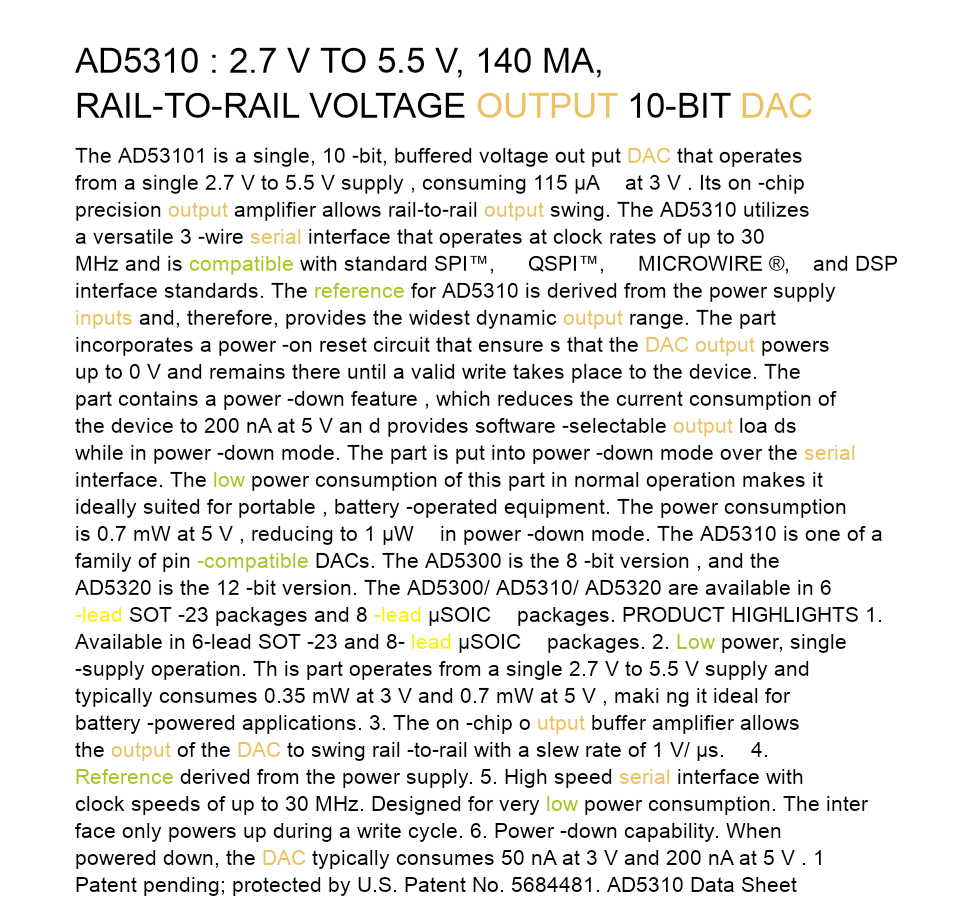 AD5310 : 2.7 V TO 5.5 V, 140 MA,
RAIL-TO-RAIL VOLTAGE OUTPUT 10-BIT DAC
The AD53101 is a single, 10 -bit, buffered voltage out put DAC that operates
from a single 2.7 V to 5.5 V supply , consuming 115 µA at 3 V . Its on -chip
precision output amplifier allows rail-to-rail output swing. The AD5310 utilizes
a versatile 3 -wire serial interface that operates at clock rates of up to 30
MHz and is compatible with standard SPI™, QSPI™, MICROWIRE ®, and DSP
interface standards. The reference for AD5310 is derived from the power supply
inputs and, therefore, provides the widest dynamic output range. The part
incorporates a power -on reset circuit that ensure s that the DAC output powers
up to 0 V and remains there until a valid write takes place to the device. The
part contains a power -down feature , which reduces the current consumption of
the device to 200 nA at 5 V an d provides software -selectable output loa ds
while in power -down mode. The part is put into power -down mode over the serial
interface. The low power consumption of this part in normal operation makes it
ideally suited for portable , battery -operated equipment. The power consumption
is 0.7 mW at 5 V , reducing to 1 µW in power -down mode. The AD5310 is one of a
family of pin -compatible DACs. The AD5300 is the 8 -bit version , and the
AD5320 is the 12 -bit version. The AD5300/ AD5310/ AD5320 are available in 6
-lead SOT -23 packages and 8 -lead µSOIC packages. PRODUCT HIGHLIGHTS 1.
Available in 6-lead SOT -23 and 8- lead µSOIC packages. 2. Low power, single
-supply operation. Th is part operates from a single 2.7 V to 5.5 V supply and
typically consumes 0.35 mW at 3 V and 0.7 mW at 5 V , maki ng it ideal for
battery -powered applications. 3. The on -chip o utput buffer amplifier allows
the output of the DAC to swing rail -to-rail with a slew rate of 1 V/ µs. 4.
Reference derived from the power supply. 5. High speed serial interface with
clock speeds of up to 30 MHz. Designed for very low power consumption. The inter
face only powers up during a write cycle. 6. Power -down capability. When
powered down, the DAC typically consumes 50 nA at 3 V and 200 nA at 5 V . 1
Patent pending; protected by U.S. Patent No. 5684481. AD5310 Data Sheet